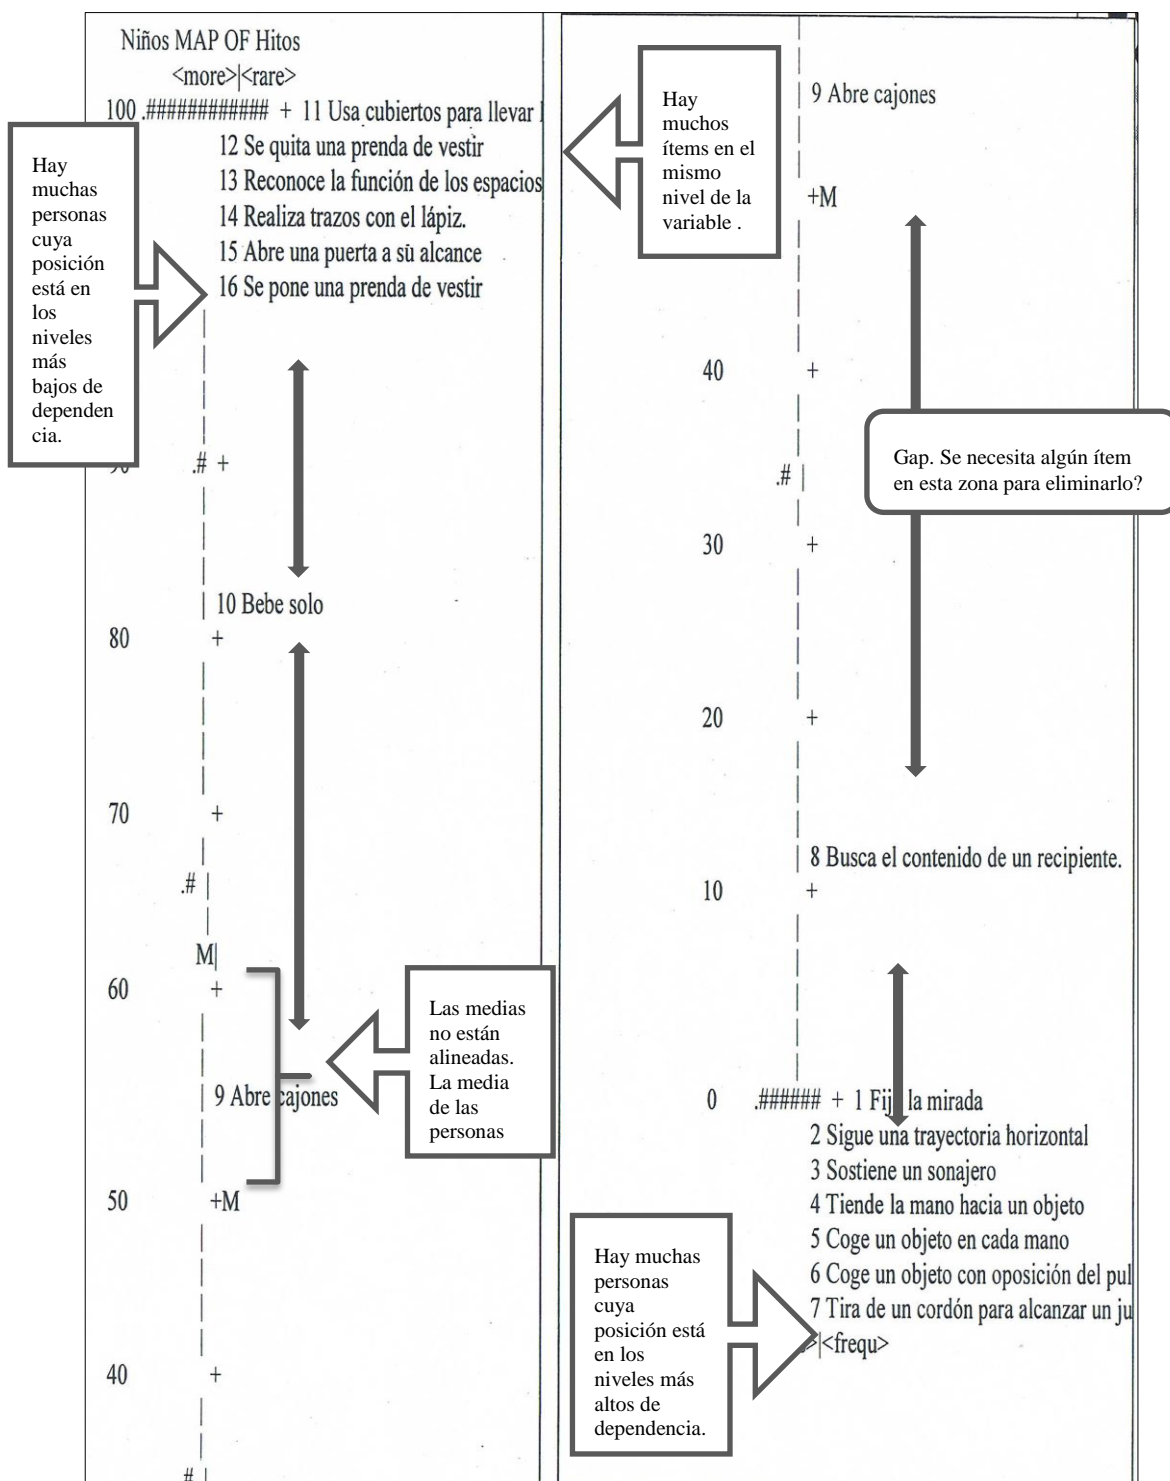 Niños MAP OF Hitos
<more>|<rare>
100 .############ + 11 Usa cubiertos para llevar
12 Se quita una prenda de vestir
13 Reconoce la función de los espacios
14 Realiza trazos con el lápiz.
15 Abre una puerta a su alcance
16 Se pone una prenda de vestir
Hay
muchas
personas
cuya
posición
está en
los
niveles
más
bajos de
dependen
cia.
.# +
10 Bebe solo
80 +
70 +
.# |
M|
60 +
9 Abre cajones
50 +M
40 +
# |
Las medias
no están
alineadas.
La media
de las
personas
Hay
muchos
ítems en el
mismo
nivel de la
variable .
9 Abre cajones
+M
40 +
.# |
30 +
20 +
Gap. Se necesita algún ítem
en esta zona para eliminarlo?
8 Busca el contenido de un recipiente.
10 +
0 .###### + 1 Fij la mirada
2 Sigue una trayectoria horizontal
3 Sostiene un sonajero
4 Tiende la mano hacia un objeto
5 Coge un objeto en cada mano
6 Coge un objeto con oposición del pul
7 Tira de un cordón para alcanzar un ju
>|<frequ>
Hay muchas
personas
cuya
posición está
en los
niveles más
altos de
dependencia.